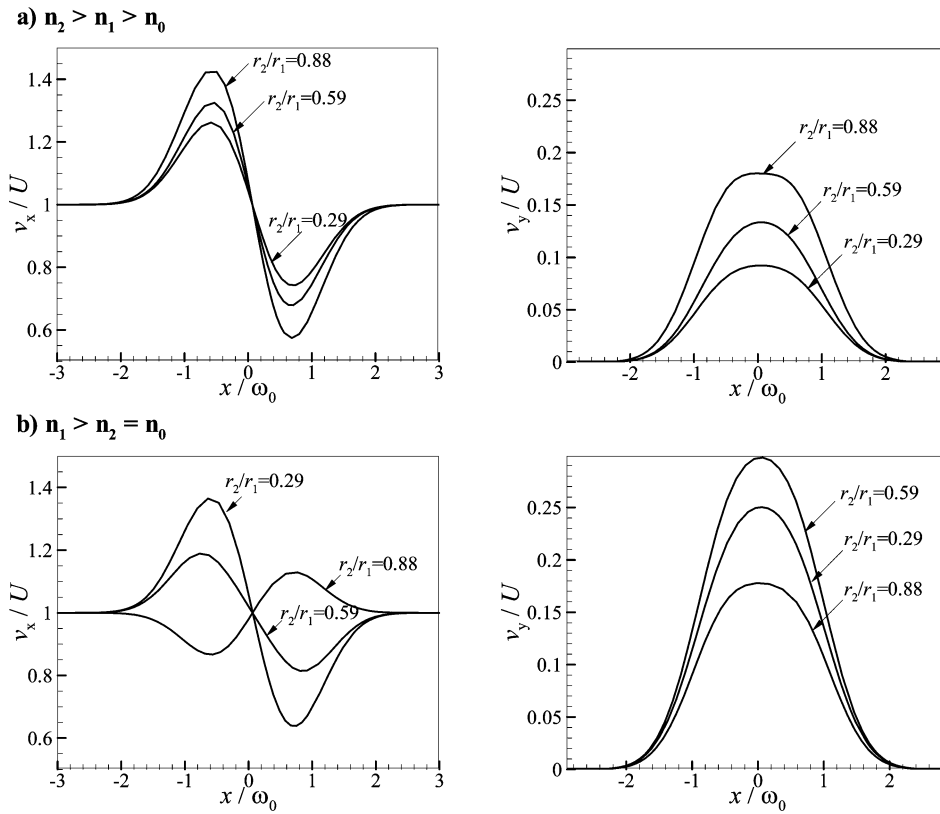 a) n₂ > n₁ > n₀
1.4
1.2
1
0.8
0.6
vₓ / U
r₂/r₁=0.88
r₂/r₁=0.59
r₂/r₁=0.29
-3 -2 -1 0 1 2 3
x / ω₀
0.25
0.2
0.15
0.1
0.05
0
v_y / U
r₂/r₁=0.88
r₂/r₁=0.59
r₂/r₁=0.29
-2 -1 0 1 2
x / ω₀
b) n₁ > n₂ = n₀
1.4
1.2
1
0.8
0.6
vₓ / U
r₂/r₁=0.29
r₂/r₁=0.88
r₂/r₁=0.59
-3 -2 -1 0 1 2 3
x / ω₀
0.25
0.2
0.15
0.1
0.05
0
v_y / U
r₂/r₁=0.59
r₂/r₁=0.29
r₂/r₁=0.88
-2 -1 0 1 2
x / ω₀